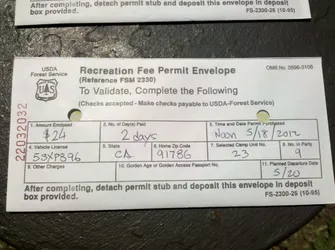 After completing, detach permit stub and deposit this envelope in deposit
box provided.
FS-2300-26 (10-95)
USDA
Forest Service
Recreation Fee Permit Envelope
OMB No. 0596-0106
(Reference FSM 2330)
To Validate, Complete the Following
(Checks accepted - Make checks payable to USDA-Forest Service)
UAS
22032032
1. Amount Enclosed
$24
2. No. of Day(s) Paid
2 days
3. Time and Date Permit Purchased
Noon 5/18/2012
4. Vehicle License
5. State
CA
6. Home Zip Code
91786
7. Selected Camp Unit No.
23
8. No. in Party
9
9. Other Charges
10. Golden Age or Golden Access Passport No.
11. Planned Departure Date
5/20
After completing, detach permit stub and deposit this envelope in deposit
box provided.
FS-2300-26 (10-95)